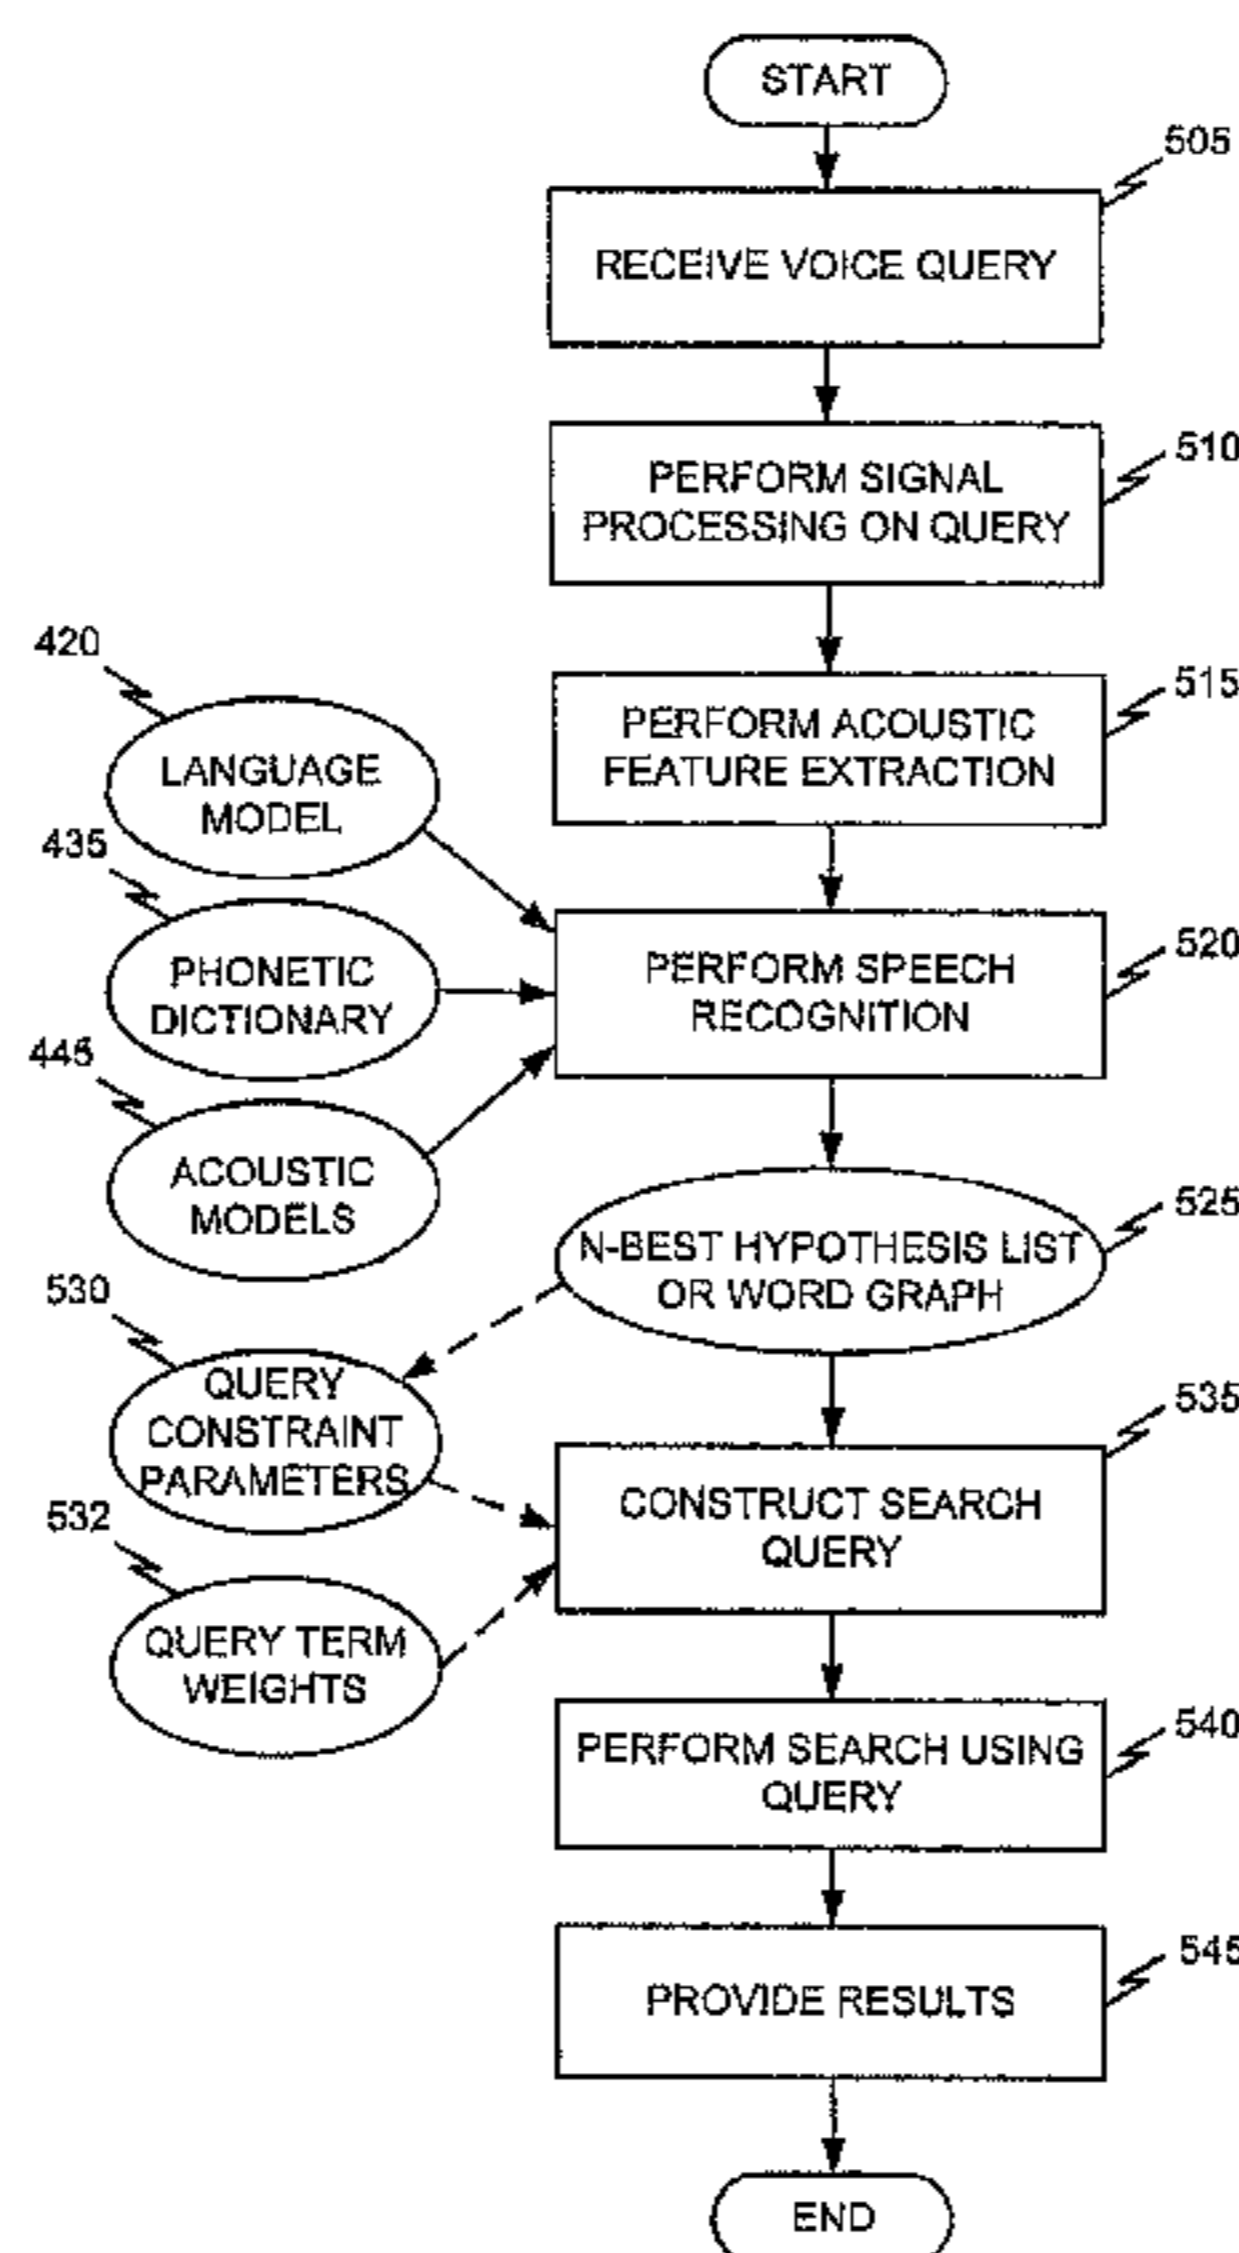 START
505
RECEIVE VOICE QUERY
510
PERFORM SIGNAL
PROCESSING ON QUERY
515
PERFORM ACOUSTIC
FEATURE EXTRACTION
420
LANGUAGE
MODEL
435
PHONETIC
DICTIONARY
445
ACOUSTIC
MODELS
520
PERFORM SPEECH
RECOGNITION
525
N-BEST HYPOTHESIS LIST
OR WORD GRAPH
530
QUERY
CONSTRAINT
PARAMETERS
532
QUERY TERM
WEIGHTS
535
CONSTRUCT SEARCH
QUERY
540
PERFORM SEARCH USING
QUERY
545
PROVIDE RESULTS
END